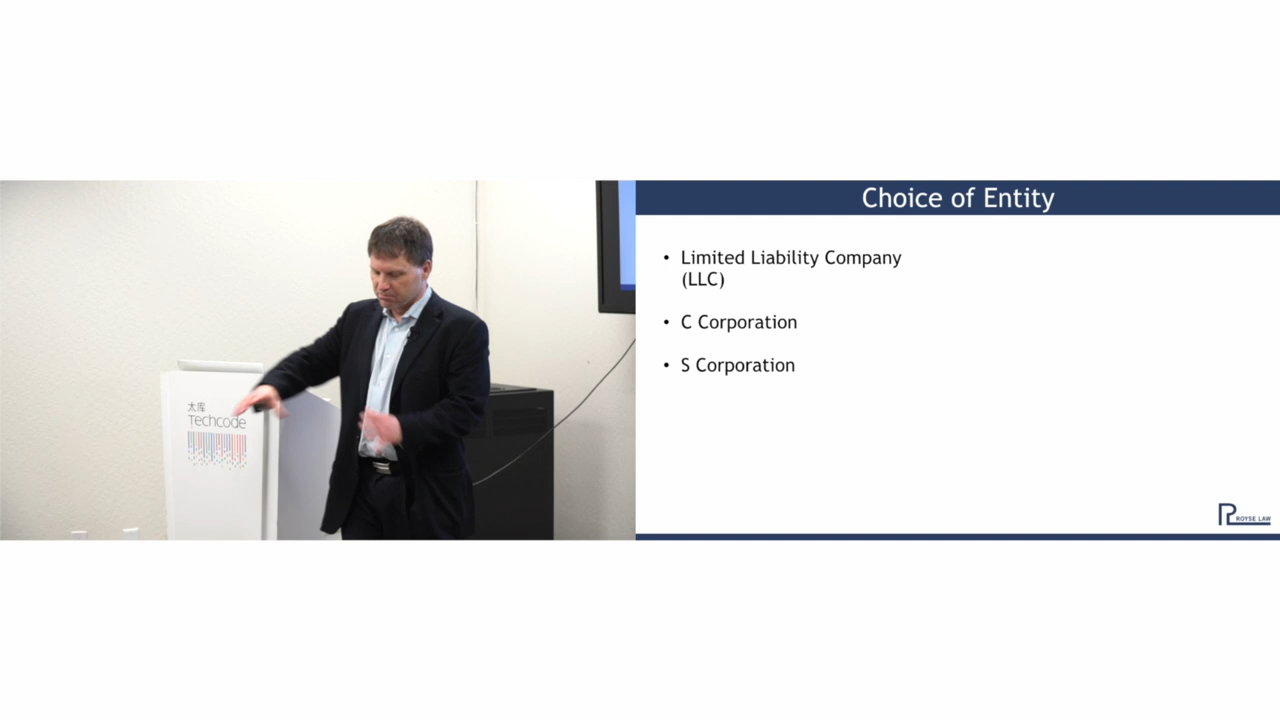 太库
Techcode
Choice of Entity
• Limited Liability Company
(LLC)
• C Corporation
• S Corporation
ROYSE LAW